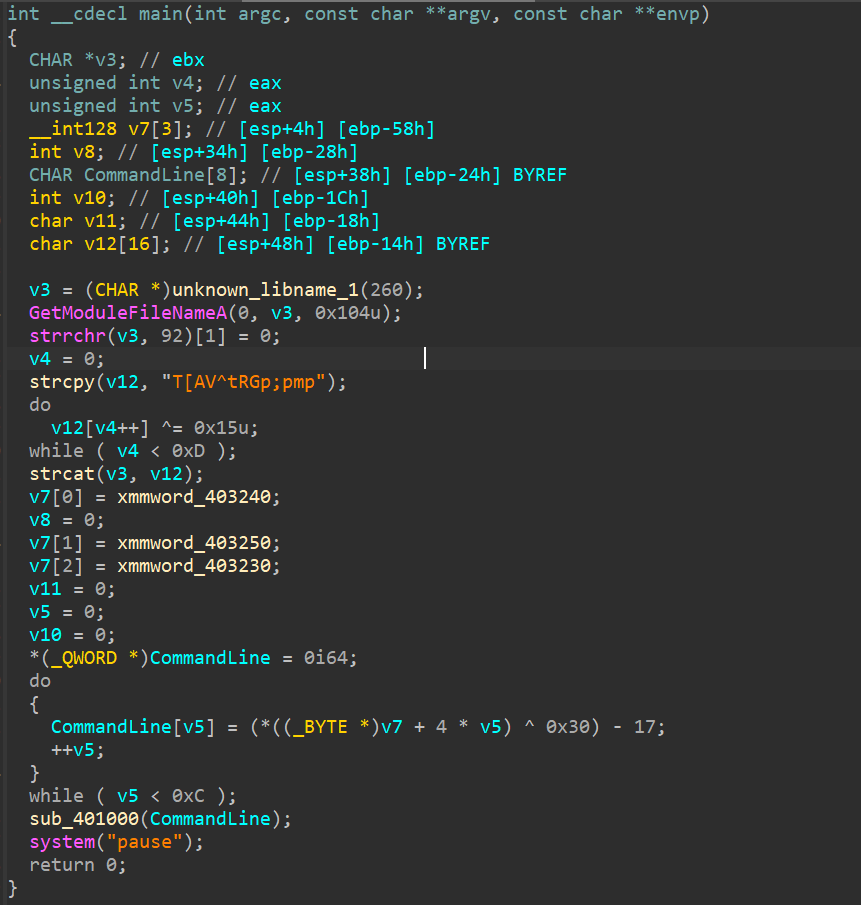 int __cdecl main(int argc, const char **argv, const char **envp)
{
  CHAR *v3; // ebx
  unsigned int v4; // eax
  unsigned int v5; // eax
  __int128 v7[3]; // [esp+4h] [ebp-58h]
  int v8; // [esp+34h] [ebp-28h]
  CHAR CommandLine[8]; // [esp+38h] [ebp-24h] BYREF
  int v10; // [esp+40h] [ebp-1Ch]
  char v11; // [esp+44h] [ebp-18h]
  char v12[16]; // [esp+48h] [ebp-14h] BYREF

  v3 = (CHAR *)unknown_libname_1(260);
  GetModuleFileNameA(0, v3, 0x104u);
  strrchr(v3, 92)[1] = 0;
  v4 = 0;
  strcpy(v12, "T[AV^tRGp;pmp");
  do
    v12[v4++] ^= 0x15u;
  while ( v4 < 0xD );
  strcat(v3, v12);
  v7[0] = xmmword_403240;
  v8 = 0;
  v7[1] = xmmword_403250;
  v7[2] = xmmword_403230;
  v11 = 0;
  v5 = 0;
  v10 = 0;
  *(_QWORD *)CommandLine = 0i64;
  do
  {
    CommandLine[v5] = (*((_BYTE *)v7 + 4 * v5) ^ 0x30) - 17;
    ++v5;
  }
  while ( v5 < 0xC );
  sub_401000(CommandLine);
  system("pause");
  return 0;
}